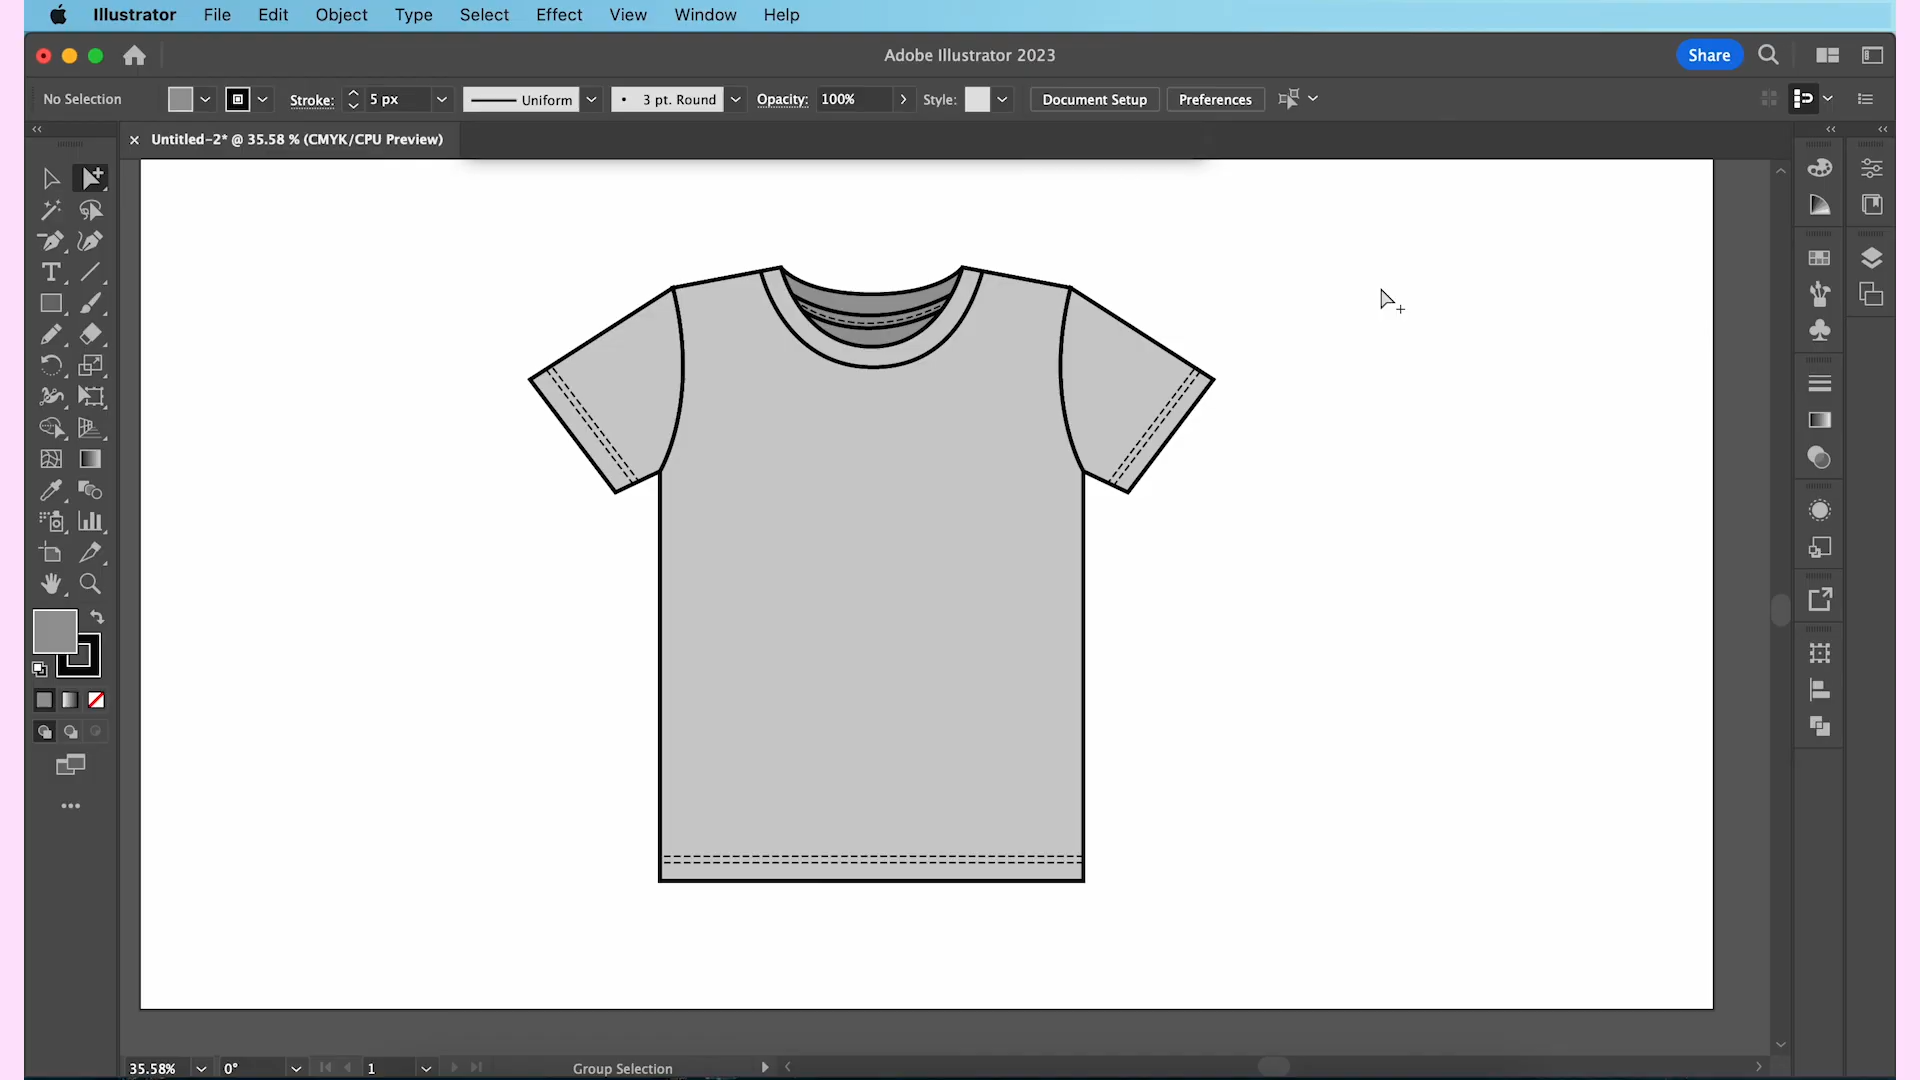 Illustrator File Edit Object Type Select Effect View Window Help
Adobe Illustrator 2023
Share
No Selection Stroke: 5 px Uniform 3 pt. Round Opacity: 100% Style: Document Setup Preferences
Untitled-2* @ 35.58 % (CMYK/CPU Preview)
35.58% 0° 1 Group Selection